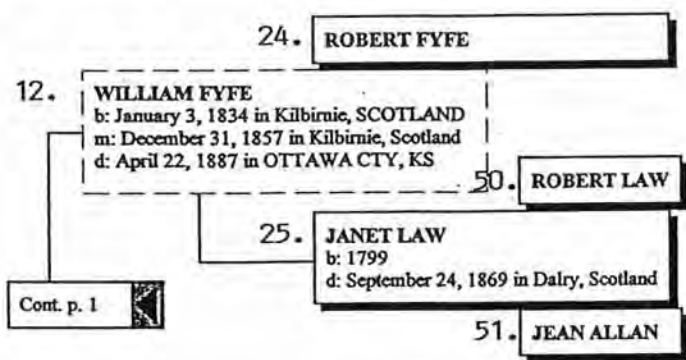 24. ROBERT FYFE
12. WILLIAM FYFE
b: January 3, 1834 in Kilbirnie, SCOTLAND
m: December 31, 1857 in Kilbirnie, Scotland
d: April 22, 1887 in OTTAWA CTY, KS
50. ROBERT LAW
25. JANET LAW
b: 1799
d: September 24, 1869 in Dalry, Scotland
Cont. p. 1
51. JEAN ALLAN